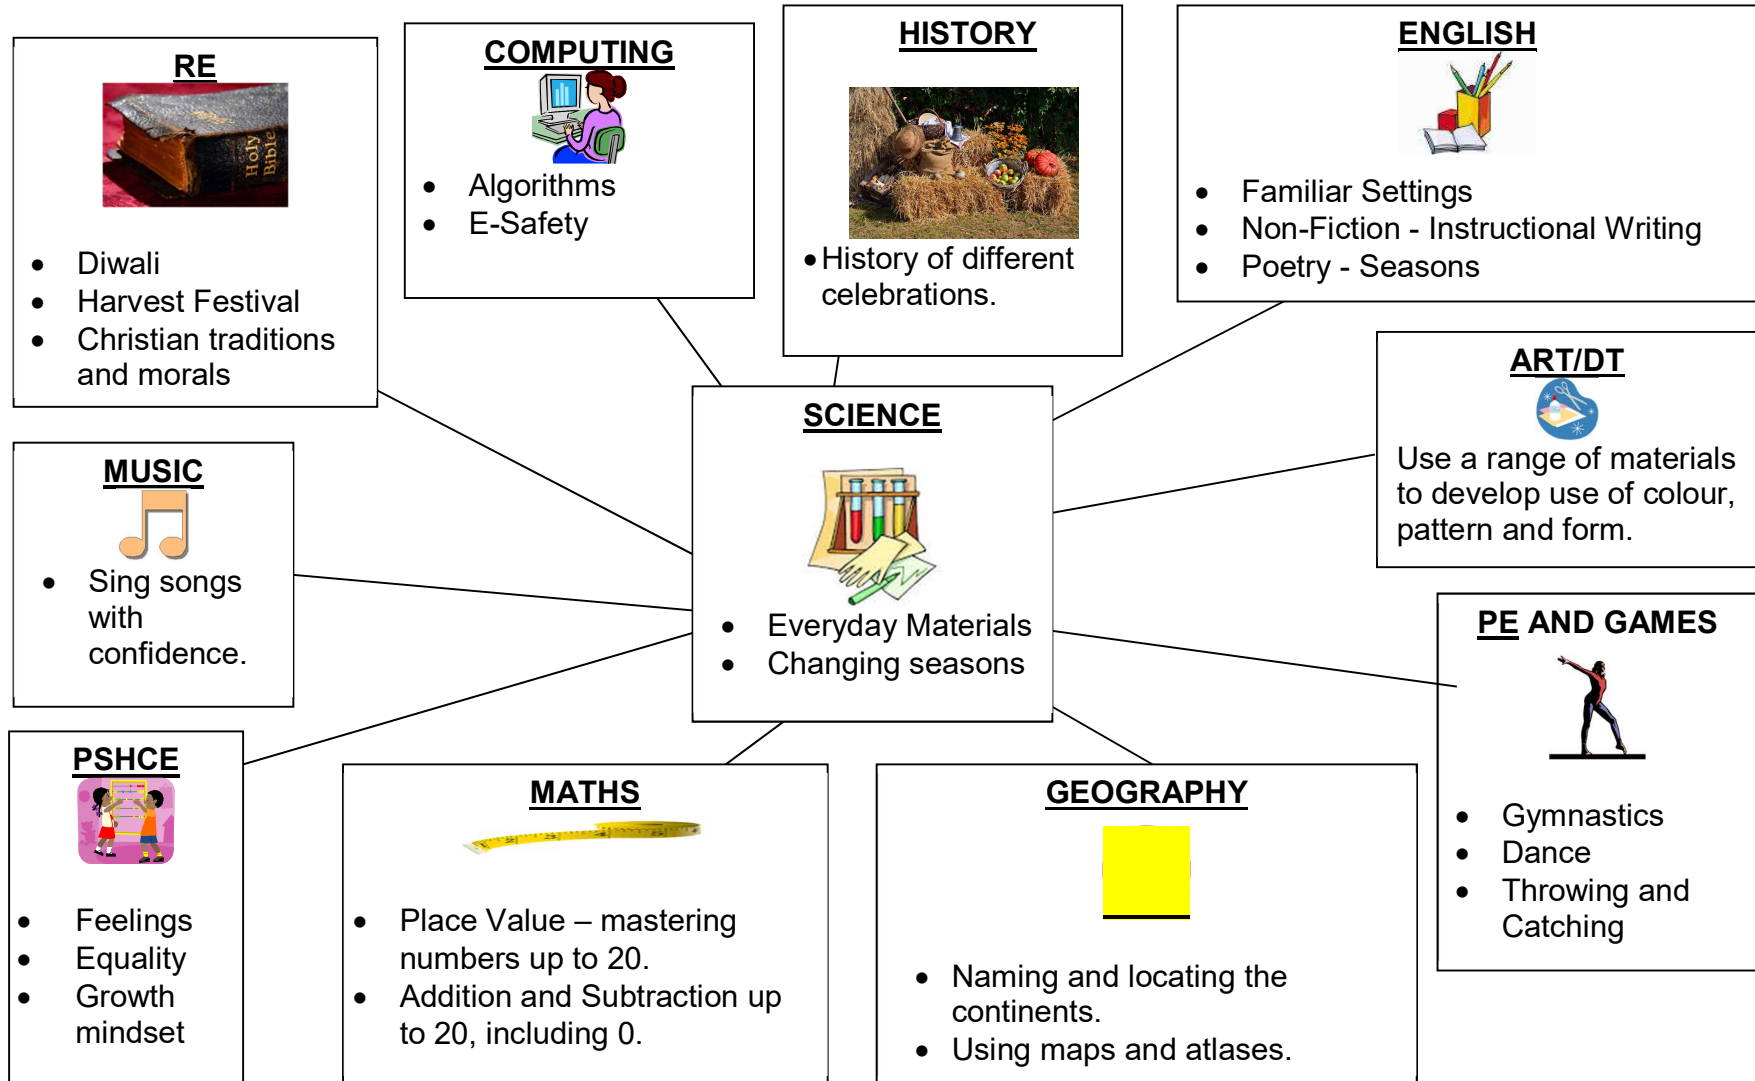 RE
Holy
Bible
• Diwali
• Harvest Festival
• Christian traditions
and morals
COMPUTING
• Algorithms
• E-Safety
HISTORY
• History of different
celebrations.
ENGLISH
• Familiar Settings
• Non-Fiction - Instructional Writing
• Poetry - Seasons
ART/DT
Use a range of materials
to develop use of colour,
pattern and form.
MUSIC
• Sing songs
with
confidence.
SCIENCE
• Everyday Materials
• Changing seasons
PE AND GAMES
• Gymnastics
• Dance
• Throwing and
Catching
PSHCE
• Feelings
• Equality
• Growth
mindset
MATHS
• Place Value – mastering
numbers up to 20.
• Addition and Subtraction up
to 20, including 0.
GEOGRAPHY
• Naming and locating the
continents.
• Using maps and atlases.